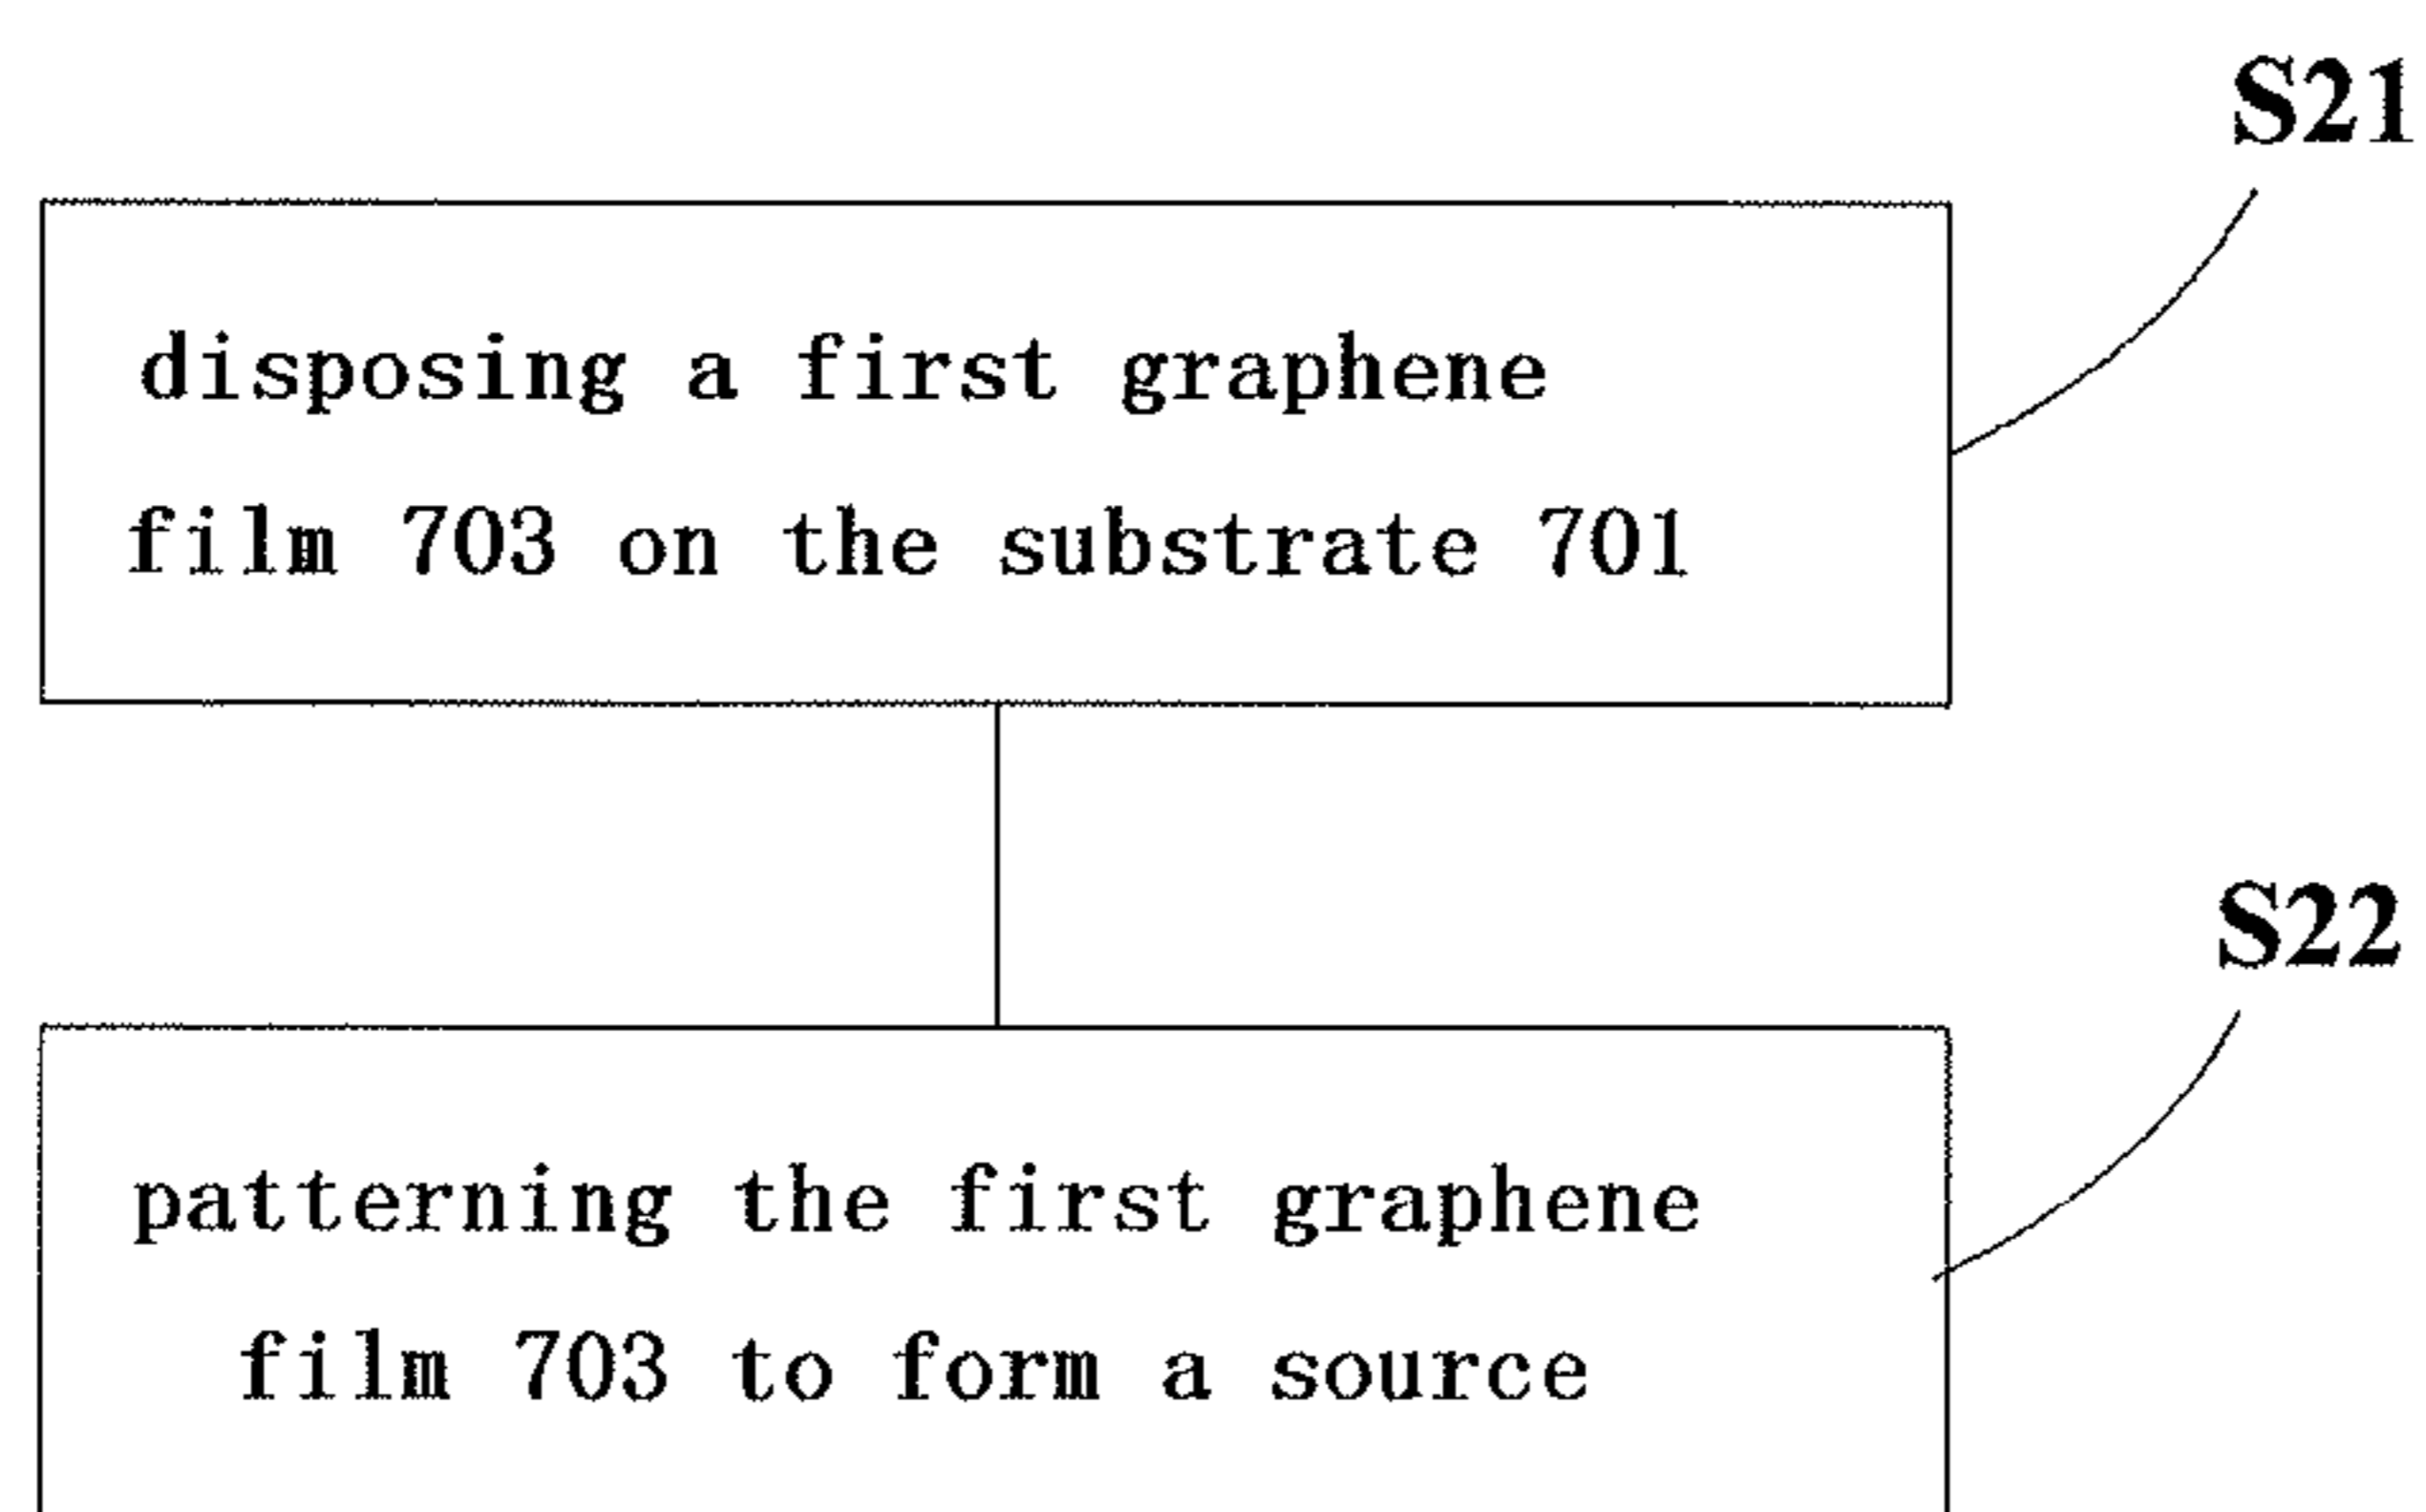 S21
disposing a first graphene
film 703 on the substrate 701
S22
patterning the first graphene
film 703 to form a source